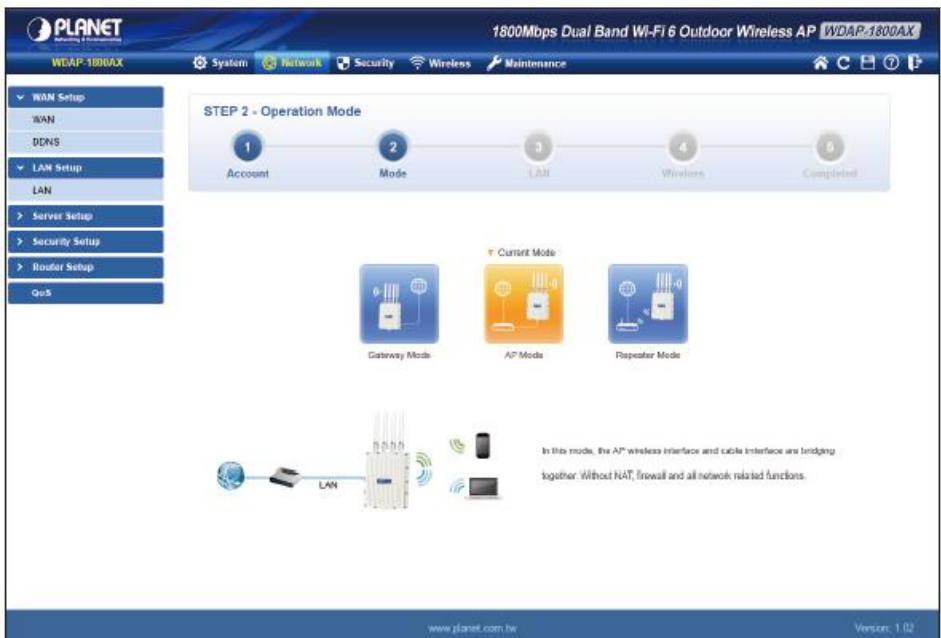 PLANET
Networking & Communication
1800Mbps Dual Band Wi-Fi 6 Outdoor Wireless AP WDAP-1800AX
WDAP-1800AX
System Network Security Wireless Maintenance
WAN Setup
WAN
DDNS
LAN Setup
LAN
Server Setup
Security Setup
Router Setup
QoS
STEP 2 - Operation Mode
1 2 3 4 5
Account Mode LAN Wireless Completed
Current Mode
Gateway Mode AP Mode Repeater Mode
LAN
In this mode, the AP wireless interface and cable interface are bridging
together. Without NAT, firewall and all network related functions.
www.planet.com.tw
Version: 1.02